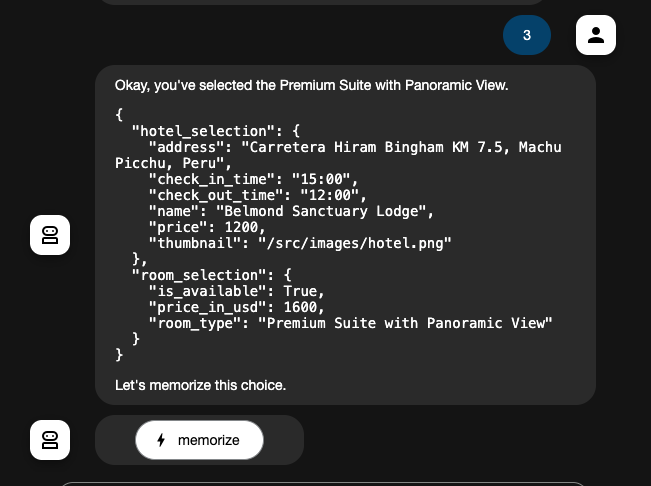 3
Okay, you've selected the Premium Suite with Panoramic View.
{
  "hotel_selection": {
    "address": "Carretera Hiram Bingham KM 7.5, Machu
Picchu, Peru",
    "check_in_time": "15:00",
    "check_out_time": "12:00",
    "name": "Belmond Sanctuary Lodge",
    "price": 1200,
    "thumbnail": "/src/images/hotel.png"
  },
  "room_selection": {
    "is_available": True,
    "price_in_usd": 1600,
    "room_type": "Premium Suite with Panoramic View"
  }
}
Let's memorize this choice.
memorize